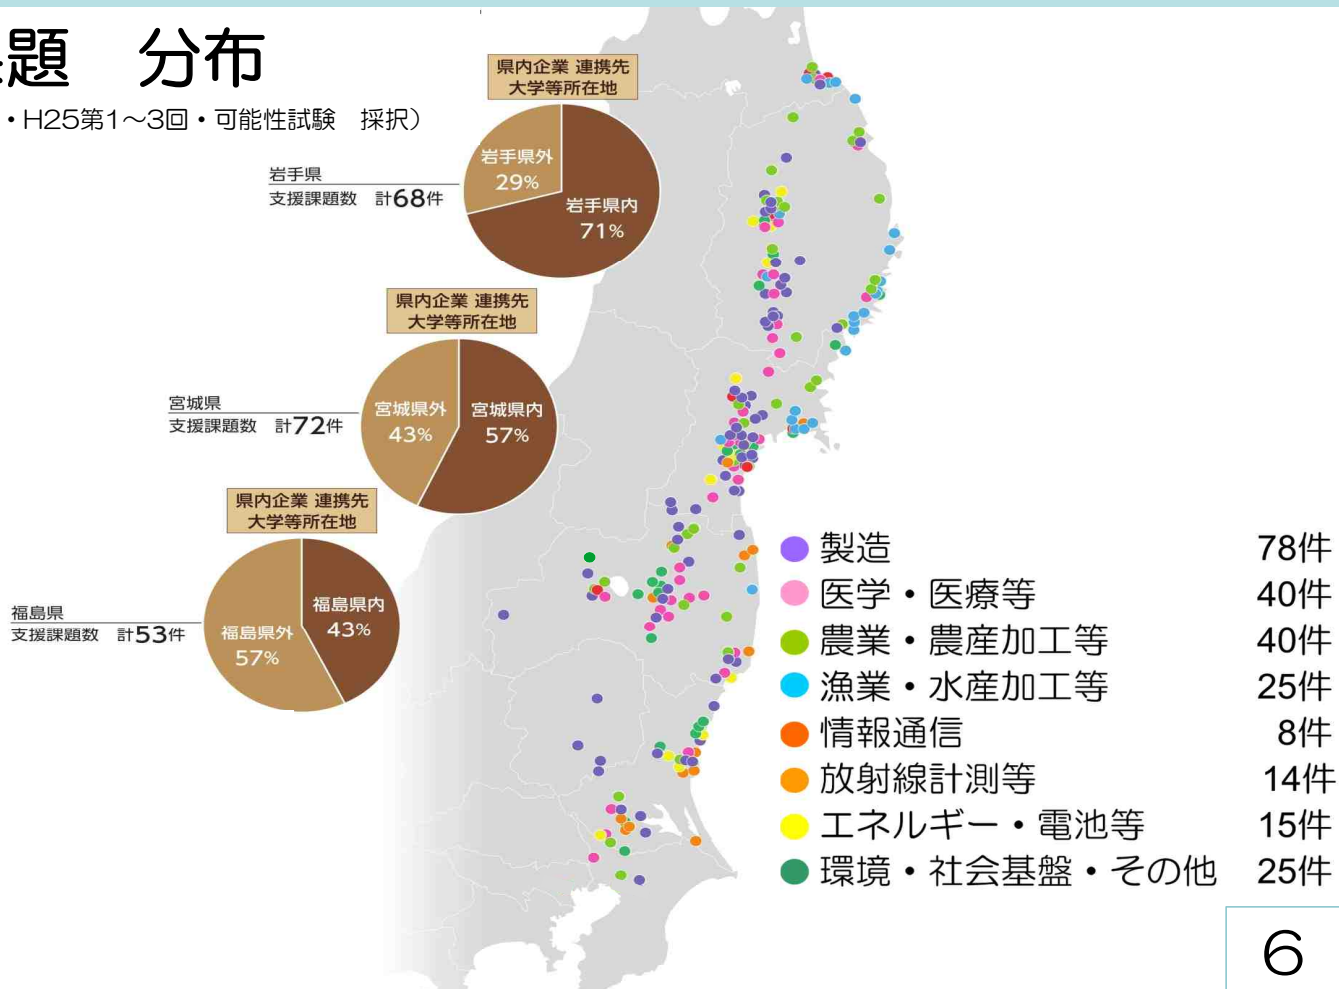 題　分布
・H25第1～3回・可能性試験　採択）
県内企業 連携先
大学等所在地
岩手県外
29%
岩手県内
71%
岩手県
支援課題数　計68件
県内企業 連携先
大学等所在地
宮城県外
43%
宮城県内
57%
宮城県
支援課題数　計72件
県内企業 連携先
大学等所在地
福島県内
43%
福島県外
57%
福島県
支援課題数　計53件
製造 78件
医学・医療等 40件
農業・農産加工等 40件
漁業・水産加工等 25件
情報通信 8件
放射線計測等 14件
エネルギー・電池等 15件
環境・社会基盤・その他 25件
6